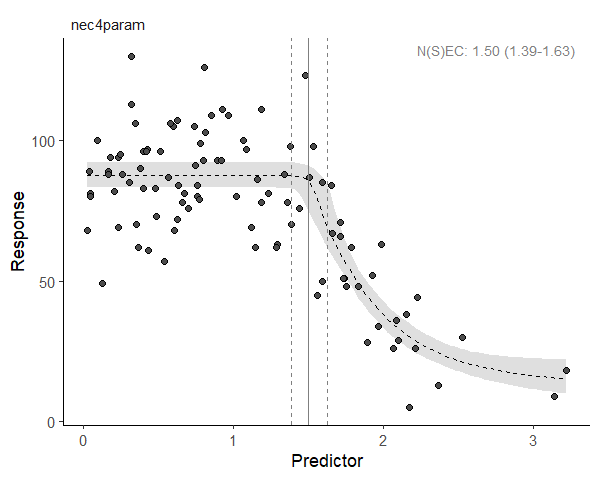 nec4param
N(S)EC: 1.50 (1.39-1.63)
100
50
0
Response
0 1 2 3
Predictor